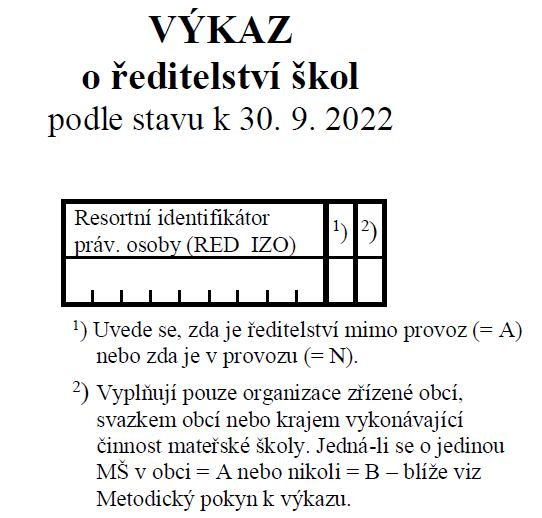 VÝKAZ
o ředitelství škol
podle stavu k 30. 9. 2022
Resortní identifikátor
práv. osoby (RED_IZO)
1)
2)
1) Uvede se, zda je ředitelství mimo provoz (= A)
nebo zda je v provozu (= N).
2) Vyplňují pouze organizace zřízené obcí,
svazkem obcí nebo krajem vykonávající
činnost mateřské školy. Jedná-li se o jedinou
MŠ v obci = A nebo nikoli = B – blíže viz
Metodický pokyn k výkazu.